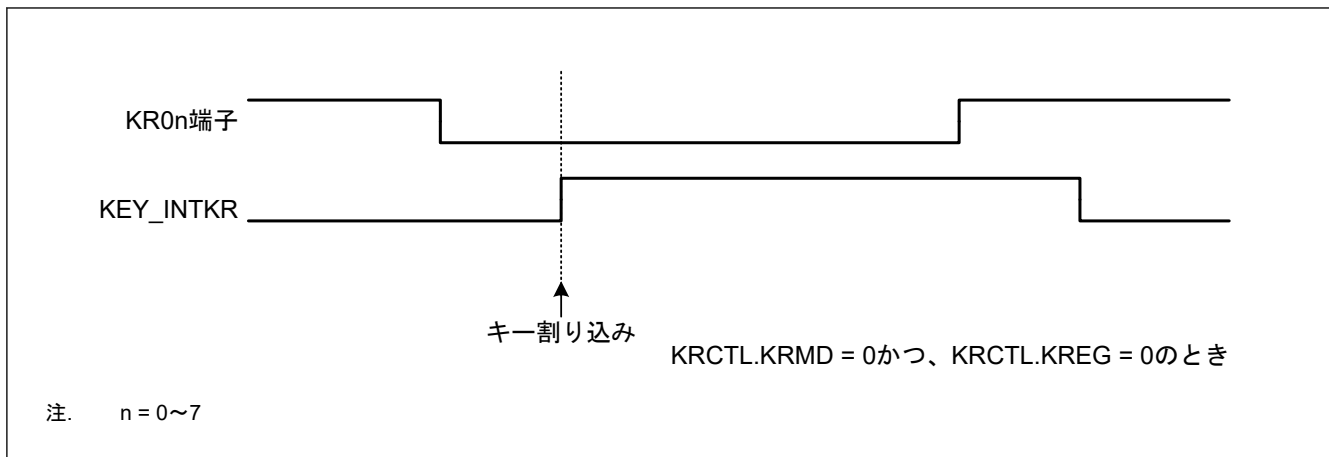 KR0n端子
KEY_INTKR
キー割り込み
KRCTL.KRMD = 0かつ、KRCTL.KREG = 0のとき
注. n = 0～7